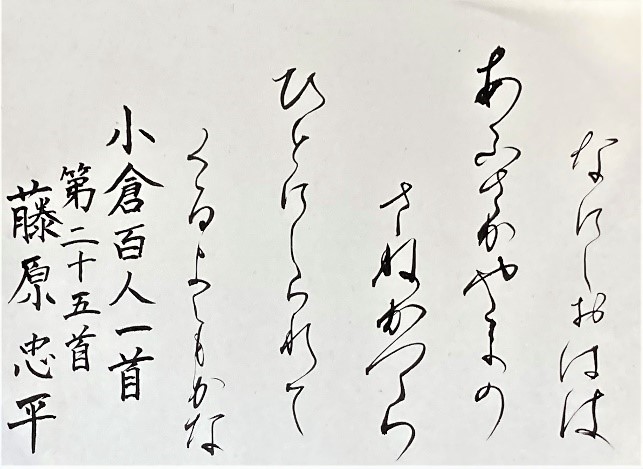 なにしおはは
あふさかやまの
さねかつら
ひとにしられて
くるよしもかな
小倉百人一首
第二十五首
藤原忠平